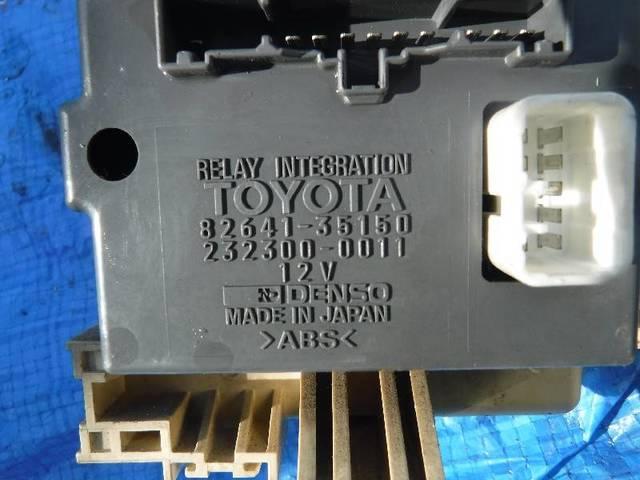 RELAY INTEGRATION
TOYOTA
82641-35150
232300-0011
12V
DENSO
MADE IN JAPAN
>ABS<